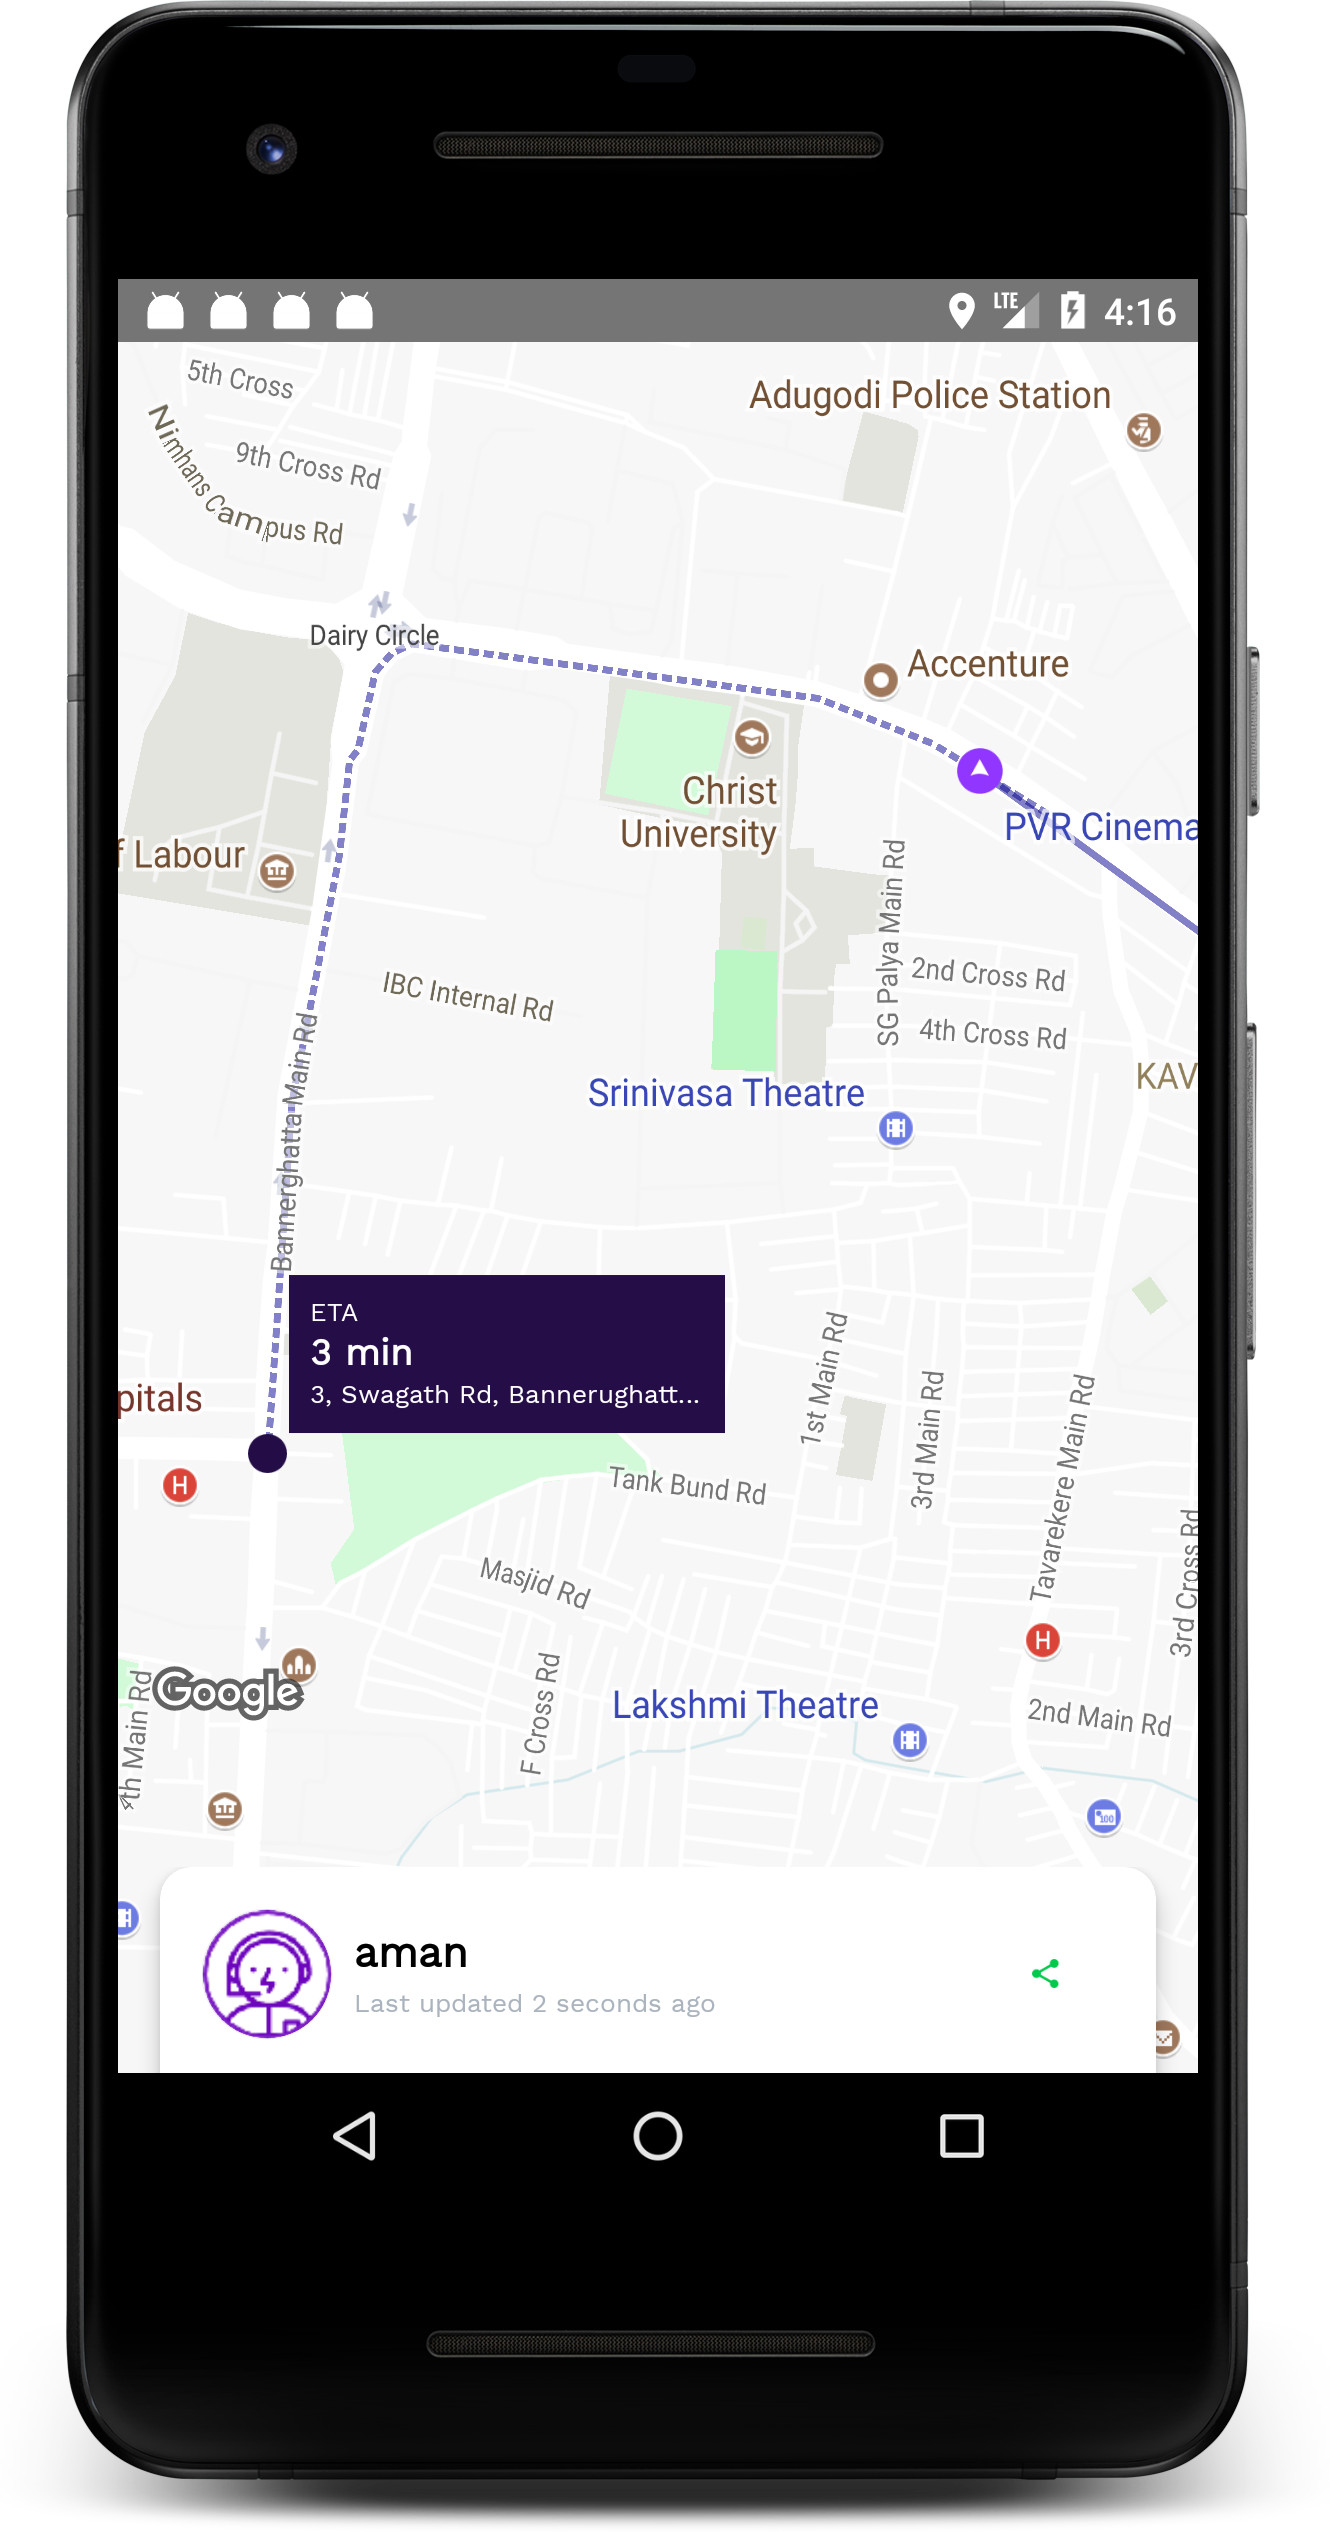 LTE 4:16
5th Cross
Adugodi Police Station
Nimhans Campus Rd
9th Cross Rd
Dairy Circle
Accenture
Christ
University
PVR Cinema
f Labour
SG Palya Main Rd
2nd Cross Rd
IBC Internal Rd
4th Cross Rd
Bannerghatta Main Rd
KAV
Srinivasa Theatre
ETA
3 min
3, Swagath Rd, Bannerughatt...
1st Main Rd
3rd Main Rd
Tavarekere Main Rd
pitals
H
Tank Bund Rd
Masjid Rd
3rd Cross Rd
H
F Cross Rd
4th Main Rd
Google
Lakshmi Theatre
2nd Main Rd
100
aman
Last updated 2 seconds ago